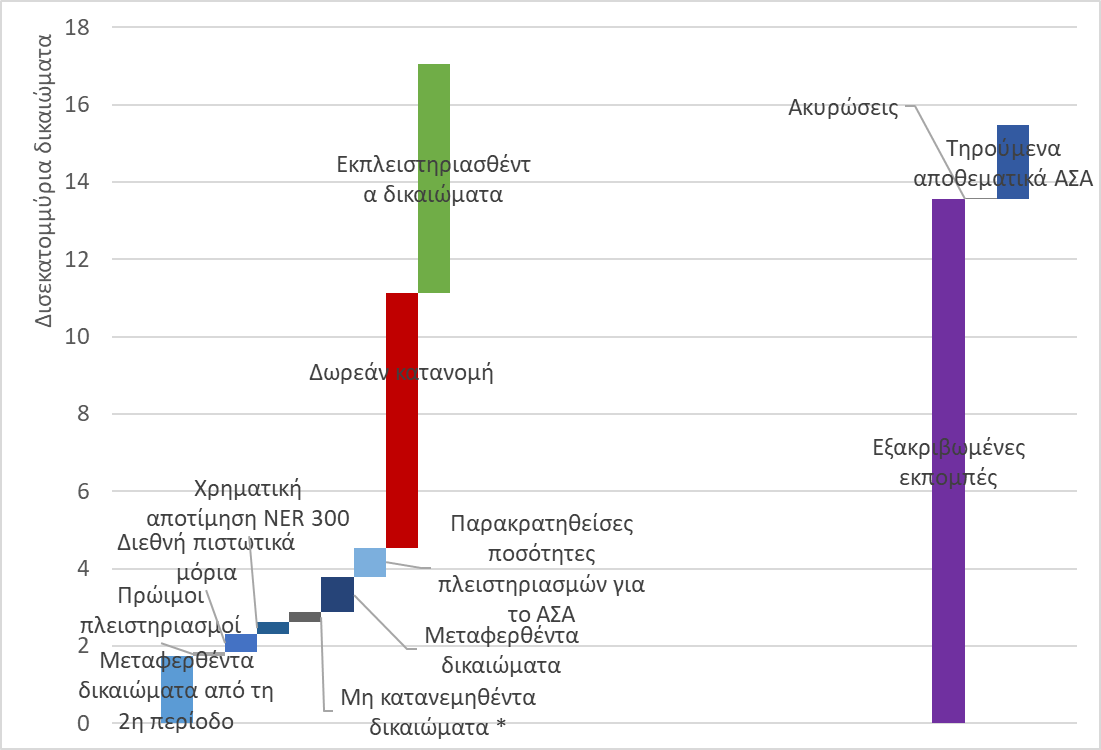 Δισεκατομμύρια δικαιώματα
18
16
14
12
10
8
6
4
2
0
Μεταφερθέντα
δικαιώματα από τη
2η περίοδο
Πρώιμοι
πλειστηριασμοί
Διεθνή πιστωτικά
μόρια
Χρηματική
αποτίμηση NER 300
Μη κατανεμηθέντα
δικαιώματα *
Μεταφερθέντα
δικαιώματα
Παρακρατηθείσες
ποσότητες
πλειστηριασμών για
το ΑΣΑ
Δωρεάν κατανομή
Εκπλειστηριασθέντ
α δικαιώματα
Εξακριβωμένες
εκπομπές
Ακυρώσεις
Τηρούμενα
αποθεματικά ΑΣΑ